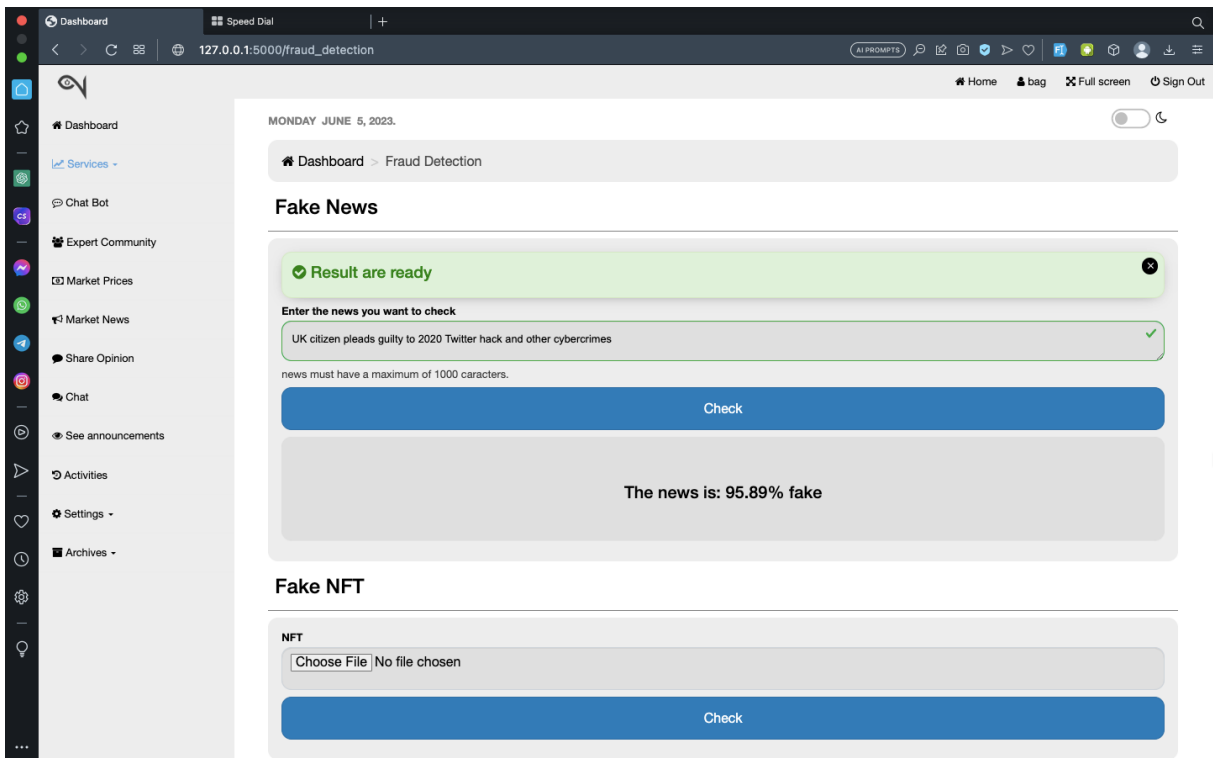 Dashboard
Speed Dial
127.0.0.1:5000/fraud_detection
AI PROMPTS
Home
bag
Full screen
Sign Out
Dashboard
Services
Chat Bot
Expert Community
Market Prices
Market News
Share Opinion
Chat
See announcements
Activities
Settings
Archives
CS
MONDAY JUNE 5, 2023.
Dashboard > Fraud Detection
Fake News
Result are ready
Enter the news you want to check
UK citizen pleads guilty to 2020 Twitter hack and other cybercrimes
news must have a maximum of 1000 caracters.
Check
The news is: 95.89% fake
Fake NFT
NFT
Choose File No file chosen
Check